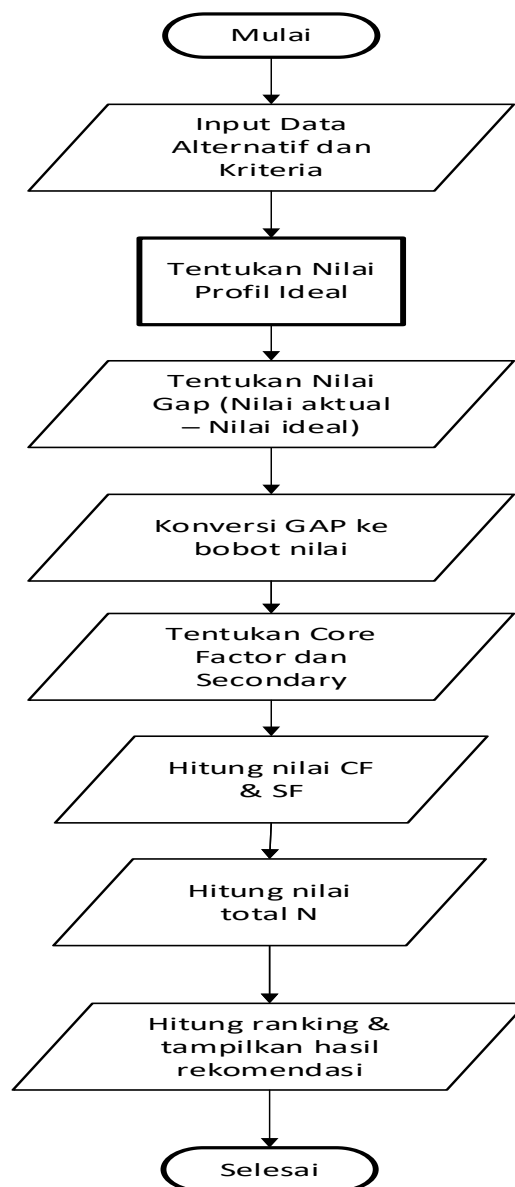 Mulai
Input Data
Alternatif dan
Kriteria
Tentukan Nilai
Profil Ideal
Tentukan Nilai
Gap (Nilai aktual
– Nilai ideal)
Konversi GAP ke
bobot nilai
Tentukan Core
Factor dan
Secondary
Hitung nilai CF
& SF
Hitung nilai
total N
Hitung ranking &
tampilkan hasil
rekomendasi
Selesai